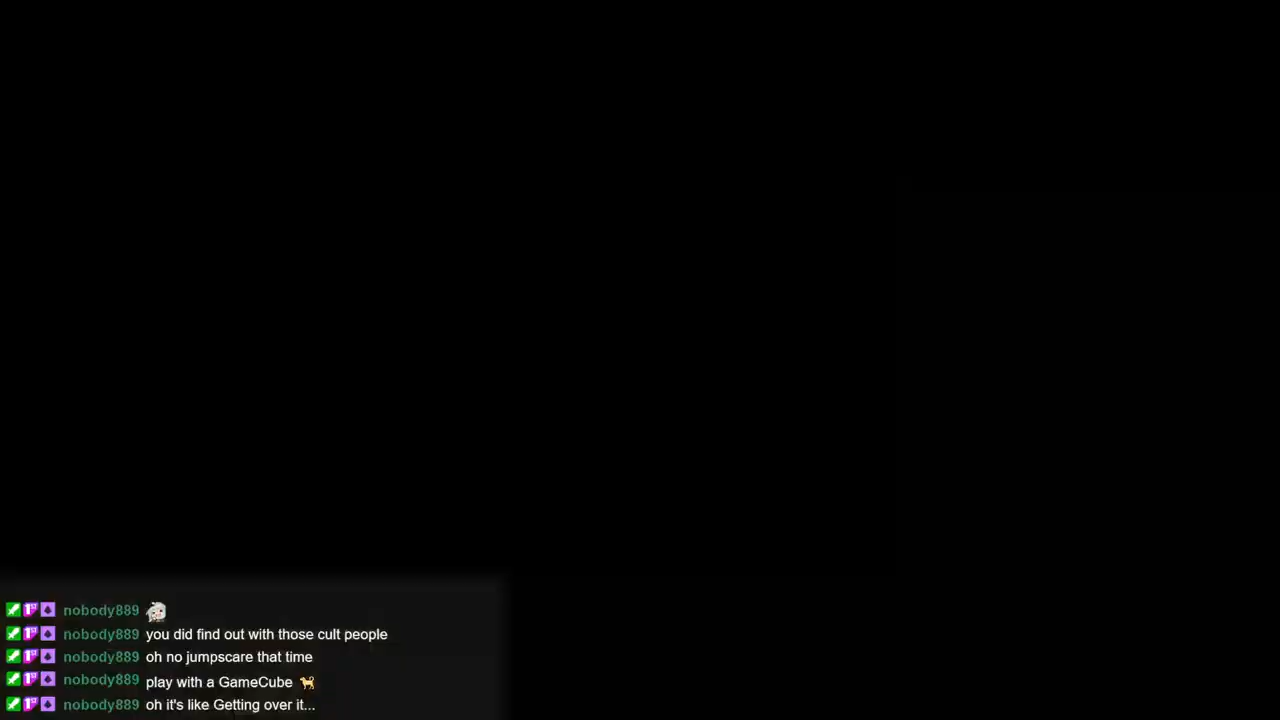 nobody889
nobody889 you did find out with those cult people
nobody889 oh no jumpscare that time
nobody889 play with a GameCube
nobody889 oh it's like Getting over it...